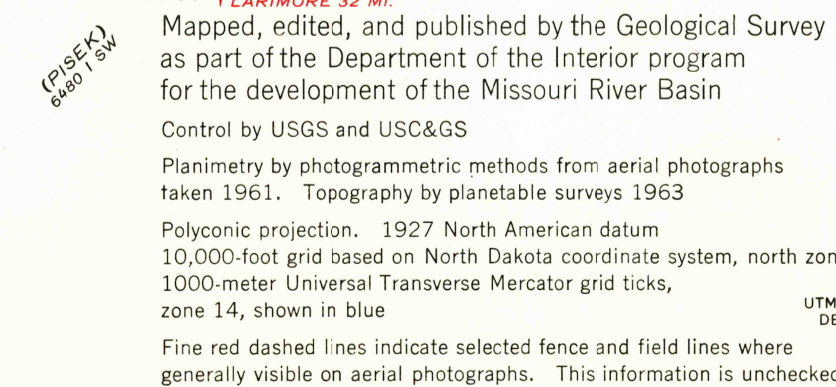 LARIMORE 32 MI.
(PISEK)
6480 I SW
Mapped, edited, and published by the Geological Survey
as part of the Department of the Interior program
for the development of the Missouri River Basin
Control by USGS and USC&GS
Planimetry by photogrammetric methods from aerial photographs
taken 1961. Topography by planetable surveys 1963
Polyconic projection. 1927 North American datum
10,000-foot grid based on North Dakota coordinate system, north zon
1000-meter Universal Transverse Mercator grid ticks,
zone 14, shown in blue
UTM
DE
Fine red dashed lines indicate selected fence and field lines where
generally visible on aerial photographs. This information is unchecked